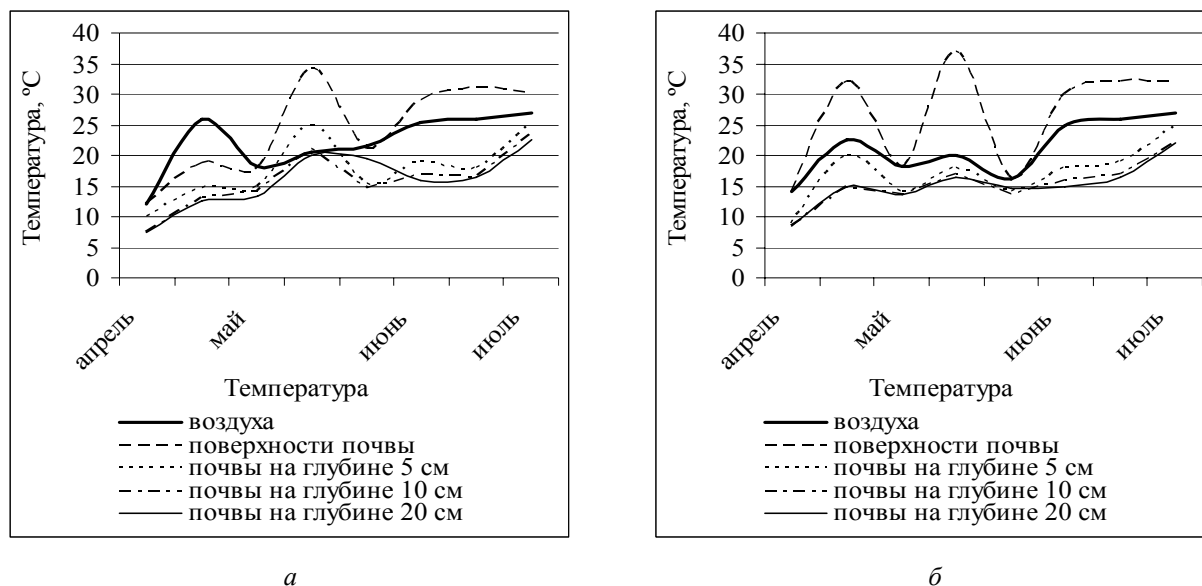 40
35
30
25
20
15
10
5
0
Температура, ºС
апрель
май
июнь
июль
Температура
воздуха
поверхности почвы
почвы на глубине 5 см
почвы на глубине 10 см
почвы на глубине 20 см
а
40
35
30
25
20
15
10
5
0
Температура, ºС
апрель
май
июнь
июль
Температура
воздуха
поверхности почвы
почвы на глубине 5 см
почвы на глубине 10 см
почвы на глубине 20 см
б